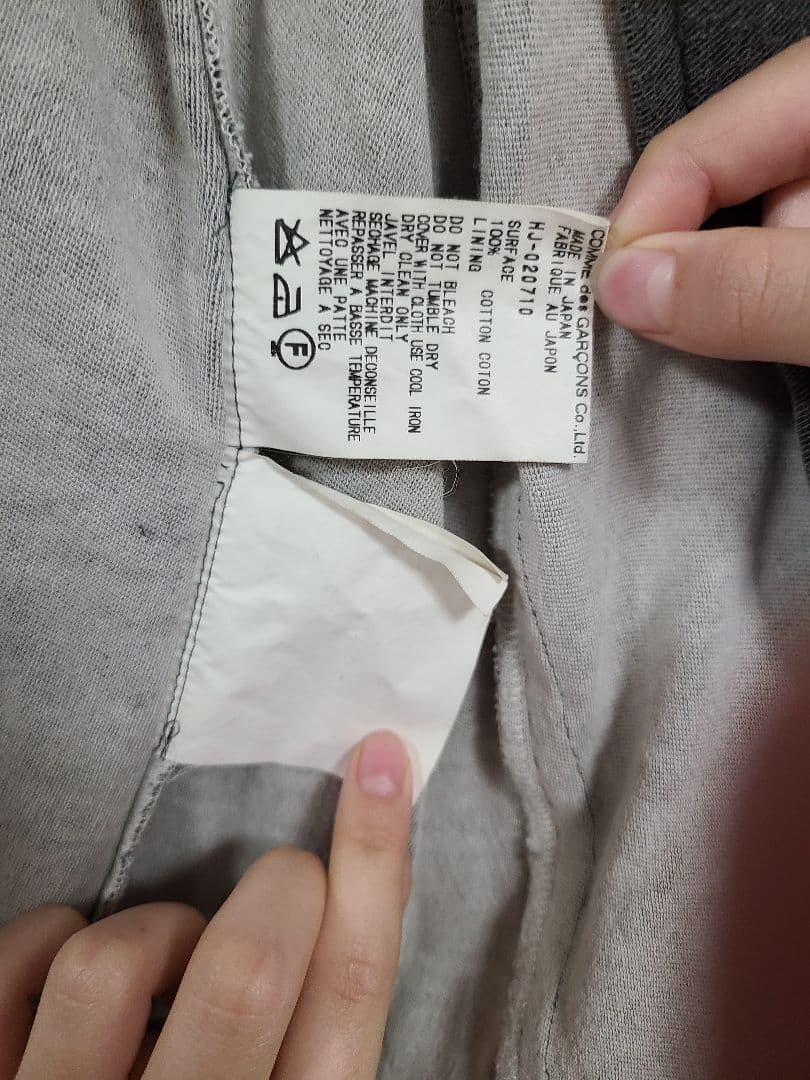 COMME des GARÇONS Co.,Ltd.
MADE IN JAPAN
FABRIQUE AU JAPON
HJ-020710
SURFACE
100% COTTON COTON
LINING
DO NOT BLEACH
DO NOT TUMBLE DRY
COVER WITH CLOTH USE COOL IRON
DRY CLEAN ONLY
JAVEL INTERDIT
SECHAGE MACHINE DECONSEILLE
REPASSER A BASSE TEMPERATURE
AVEC UNE PATTE
NETTOYAGE A SEC
F